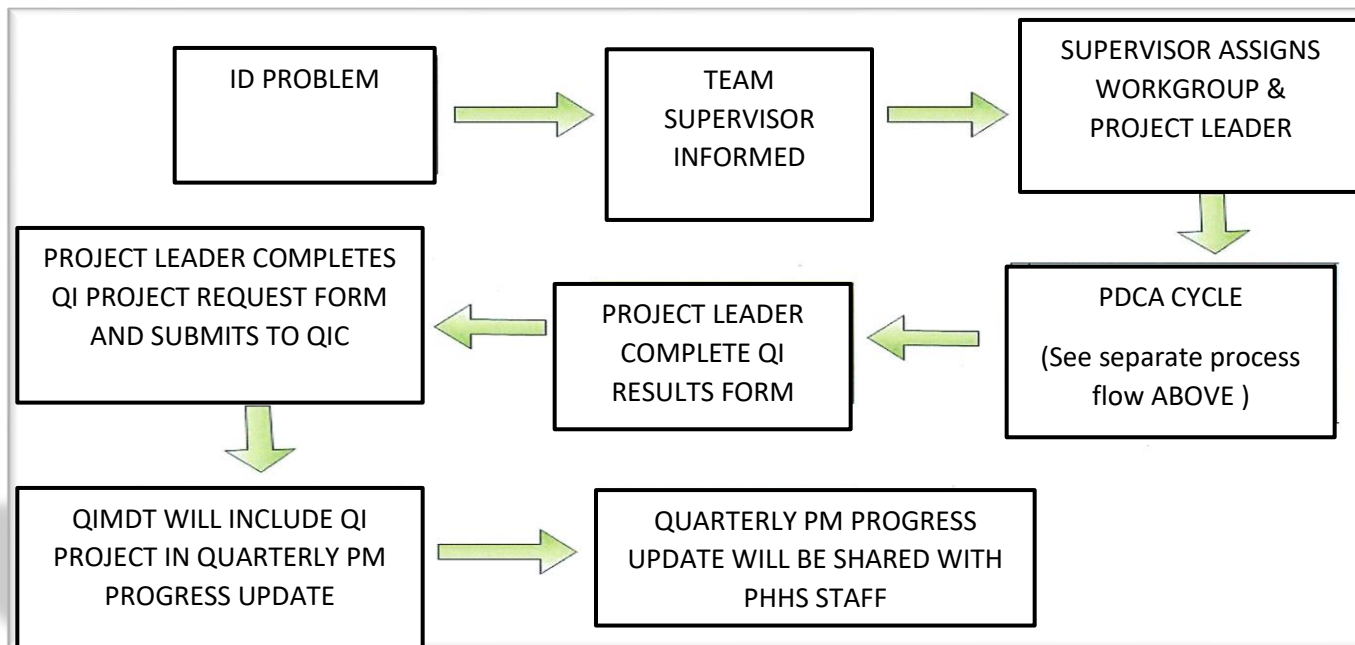 ID PROBLEM
TEAM
SUPERVISOR
INFORMED
SUPERVISOR ASSIGNS
WORKGROUP &
PROJECT LEADER
PDCA CYCLE
(See separate process
flow ABOVE )
PROJECT LEADER
COMPLETE QI
RESULTS FORM
PROJECT LEADER COMPLETES
QI PROJECT REQUEST FORM
AND SUBMITS TO QIC
QIMDT WILL INCLUDE QI
PROJECT IN QUARTERLY PM
PROGRESS UPDATE
QUARTERLY PM PROGRESS
UPDATE WILL BE SHARED WITH
PHHS STAFF